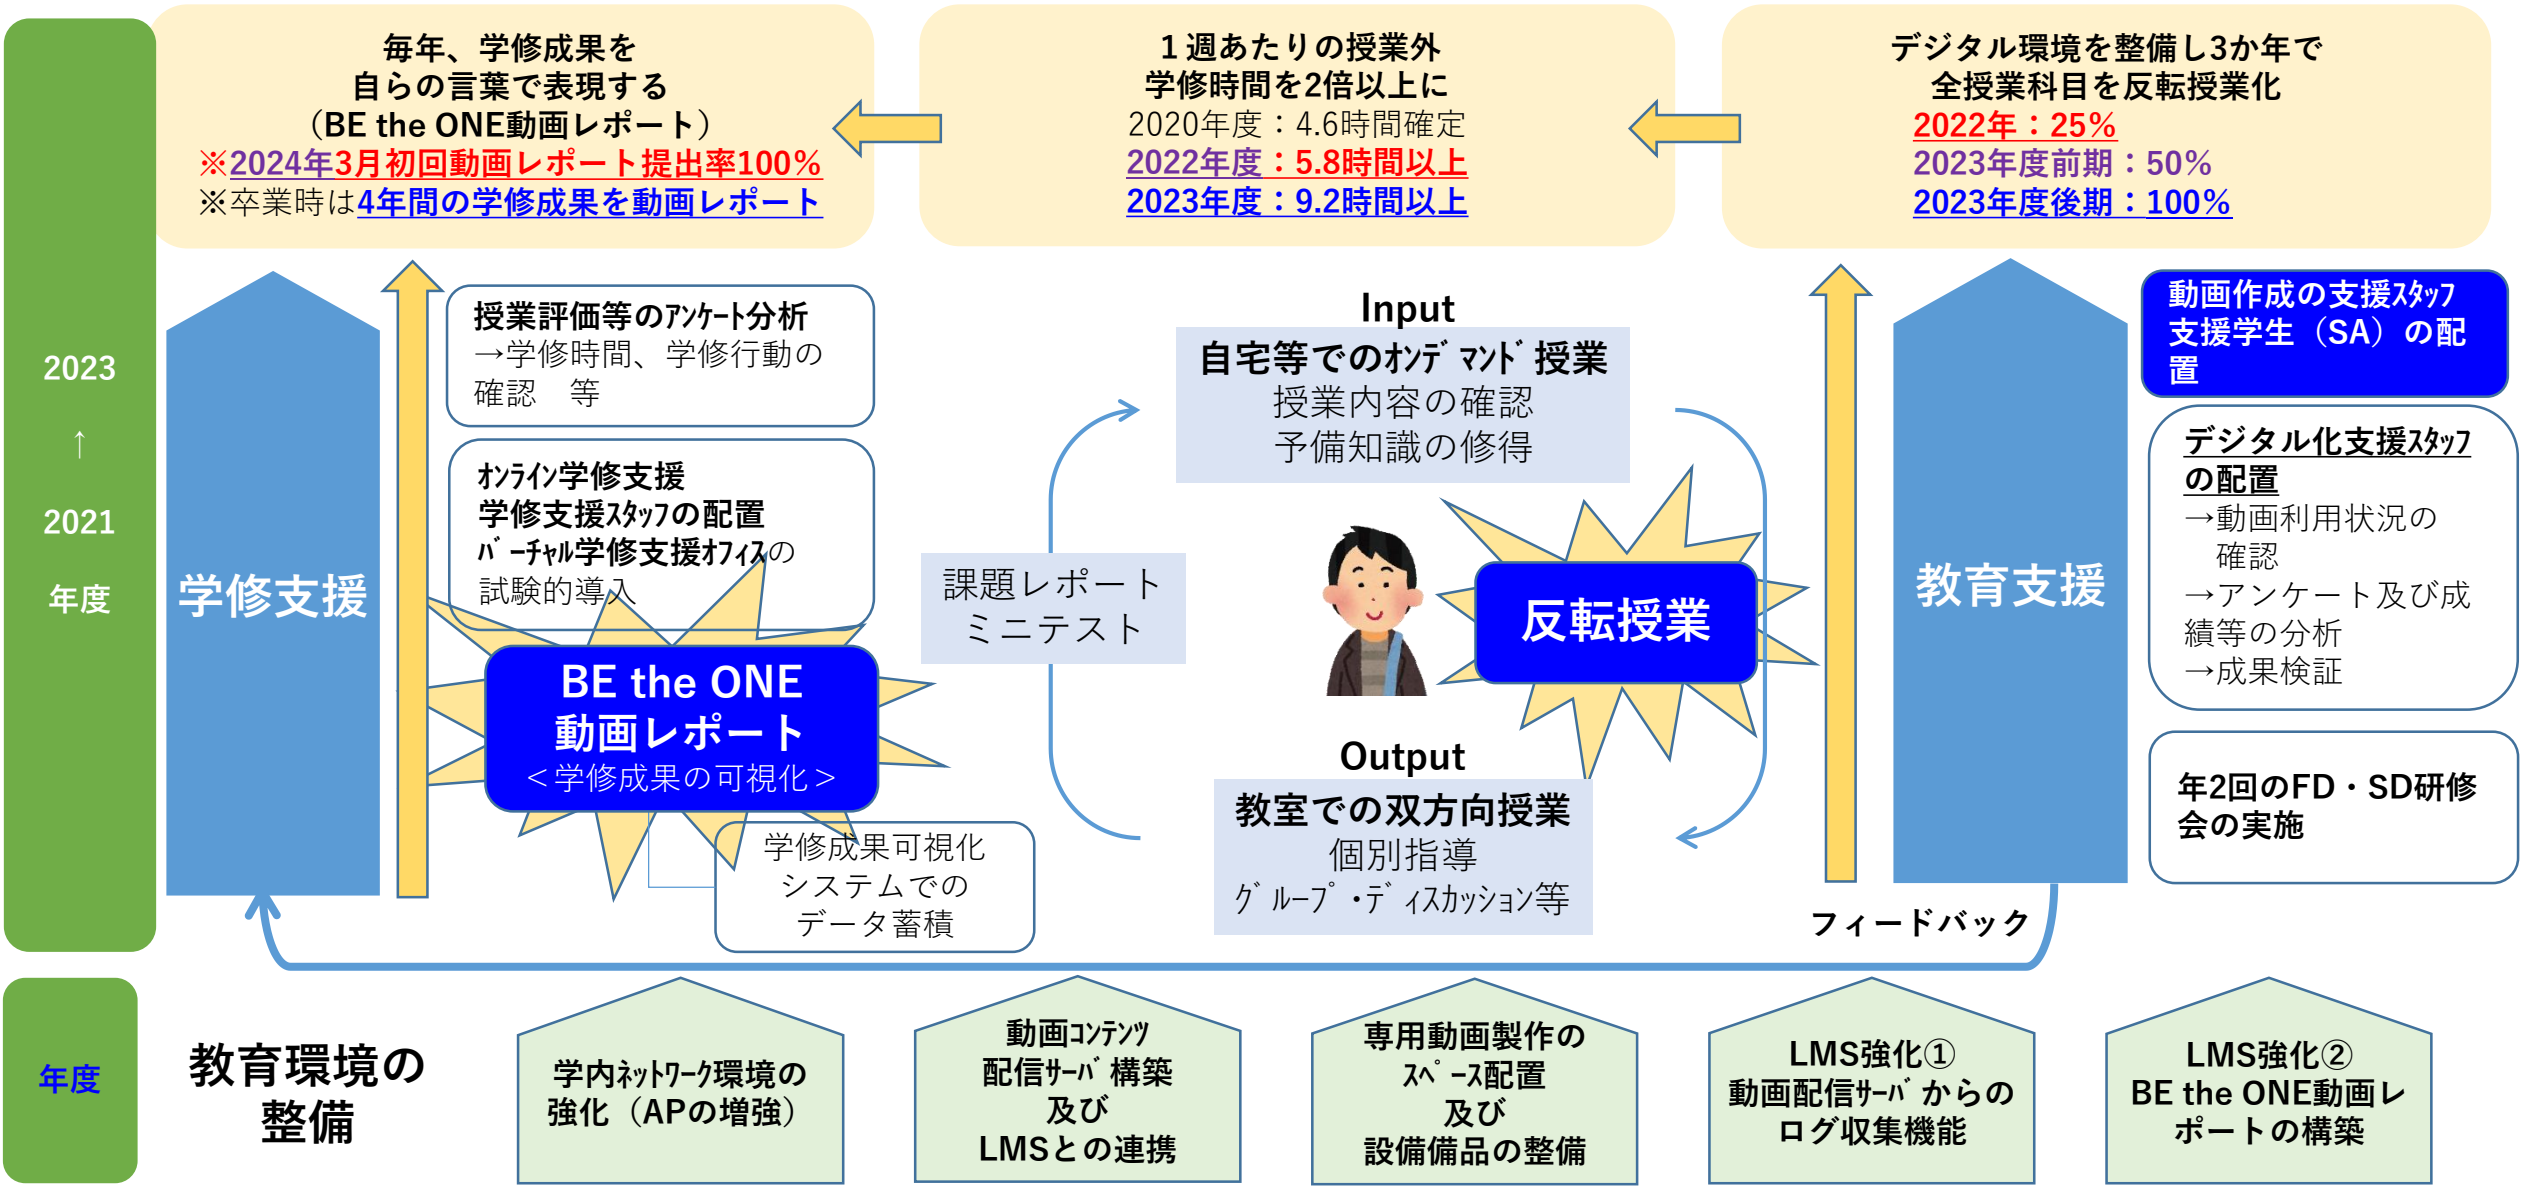 毎年、学修成果を
自らの言葉で表現する
（BE the ONE動画レポート）
※2024年3月初回動画レポート提出率100%
※卒業時は4年間の学修成果を動画レポート
１週あたりの授業外
学修時間を2倍以上に
2020年度：4.6時間確定
2022年度：5.8時間以上
2023年度：9.2時間以上
デジタル環境を整備し3か年で
全授業科目を反転授業化
2022年：25%
2023年度前期：50%
2023年度後期：100%
2023
↑
2021
年度
学修支援
授業評価等のｱﾝｹｰﾄ分析
→学修時間、学修行動の
確認　等
ｵﾝﾗｲﾝ学修支援
学修支援ｽﾀｯﾌの配置
ﾊﾞｰﾁｬﾙ学修支援ｵﾌｨｽの
試験的導入
BE the ONE
動画レポート
＜学修成果の可視化＞
学修成果可視化
システムでの
データ蓄積
課題レポート
ミニテスト
Input
自宅等でのｵﾝﾃﾞﾏﾝﾄﾞ授業
授業内容の確認
予備知識の修得
反転授業
Output
教室での双方向授業
個別指導
ｸﾞﾙｰﾌﾟ・ﾃﾞｨｽｶｯｼｮﾝ等
教育支援
動画作成の支援ｽﾀｯﾌ
支援学生（SA）の配
置
デジタル化支援ｽﾀｯﾌ
の配置
→動画利用状況の
確認
→アンケート及び成
績等の分析
→成果検証
年2回のFD・SD研修
会の実施
フィードバック
年度
教育環境の
整備
学内ﾈｯﾄﾜｰｸ環境の
強化（APの増強）
動画ｺﾝﾃﾝﾂ
配信ｻｰﾊﾞ構築
及び
LMSとの連携
専用動画製作の
ｽﾍﾟｰｽ配置
及び
設備備品の整備
LMS強化①
動画配信ｻｰﾊﾞからの
ログ収集機能
LMS強化②
BE the ONE動画レ
ポートの構築